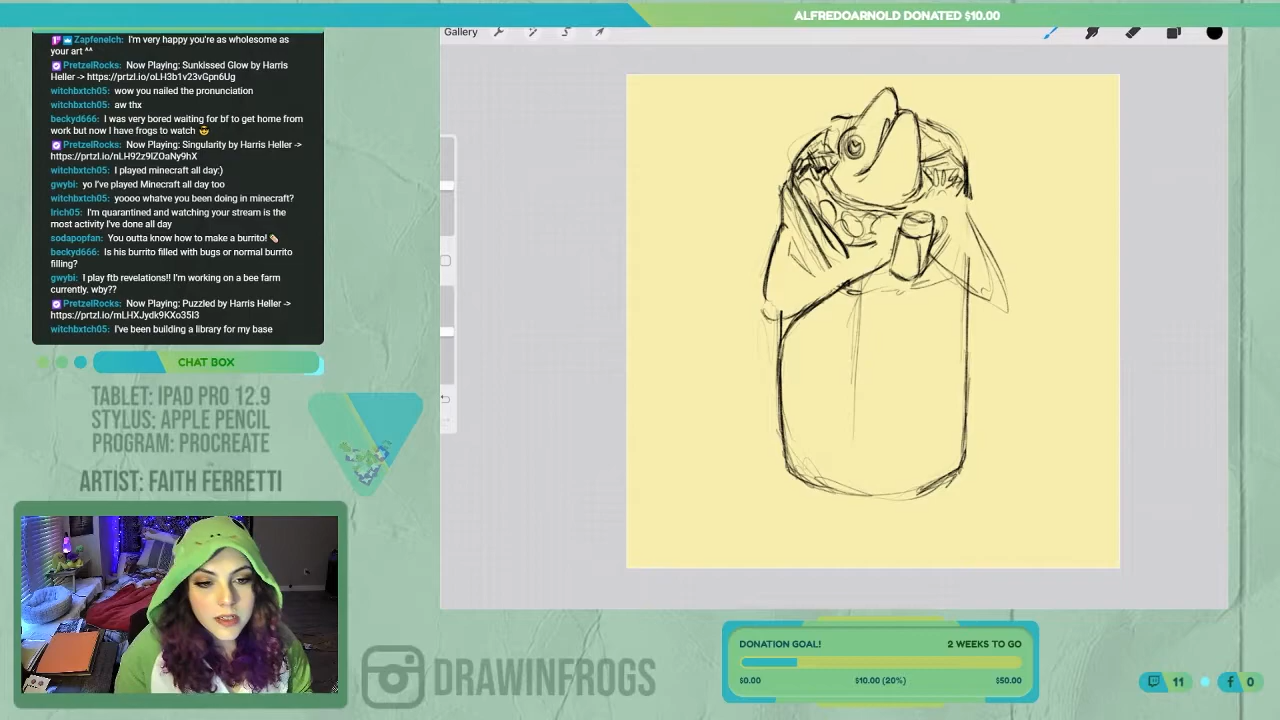 ALFREDOARNOLD DONATED $10.00
Zapfenelch: I'm very happy you're as wholesome as
your art ^^
PretzelRocks: Now Playing: Sunkissed Glow by Harris
Heller -> https://prtzl.io/oLH3b1v23vGpn6Ug
witchbxtch05: wow you nailed the pronunciation
witchbxtch05: aw thx
beckyd666: I was very bored waiting for bf to get home from
work but now I have frogs to watch 😎
PretzelRocks: Now Playing: Singularity by Harris Heller ->
https://prtzl.io/nLH92z9lZOaNy9hX
witchbxtch05: I played minecraft all day:)
gwybi: yo I've played Minecraft all day too
witchbxtch05: yoooo whatve you been doing in minecraft?
lrich05: I'm quarantined and watching your stream is the
most activity I've done all day
sodapopfan: You outta know how to make a burrito! 🌯
beckyd666: Is his burrito filled with bugs or normal burrito
filling?
gwybi: I play ftb revelations!! I'm working on a bee farm
currently. wby??
PretzelRocks: Now Playing: Puzzled by Harris Heller ->
https://prtzl.io/mLHXJydk9KXo35I3
witchbxtch05: I've been building a library for my base
CHAT BOX
TABLET: IPAD PRO 12.9
STYLUS: APPLE PENCIL
PROGRAM: PROCREATE
ARTIST: FAITH FERRETTI
Gallery
DRAWINFROGS
DONATION GOAL! 2 WEEKS TO GO
$0.00 $10.00 (20%) $50.00
11 0